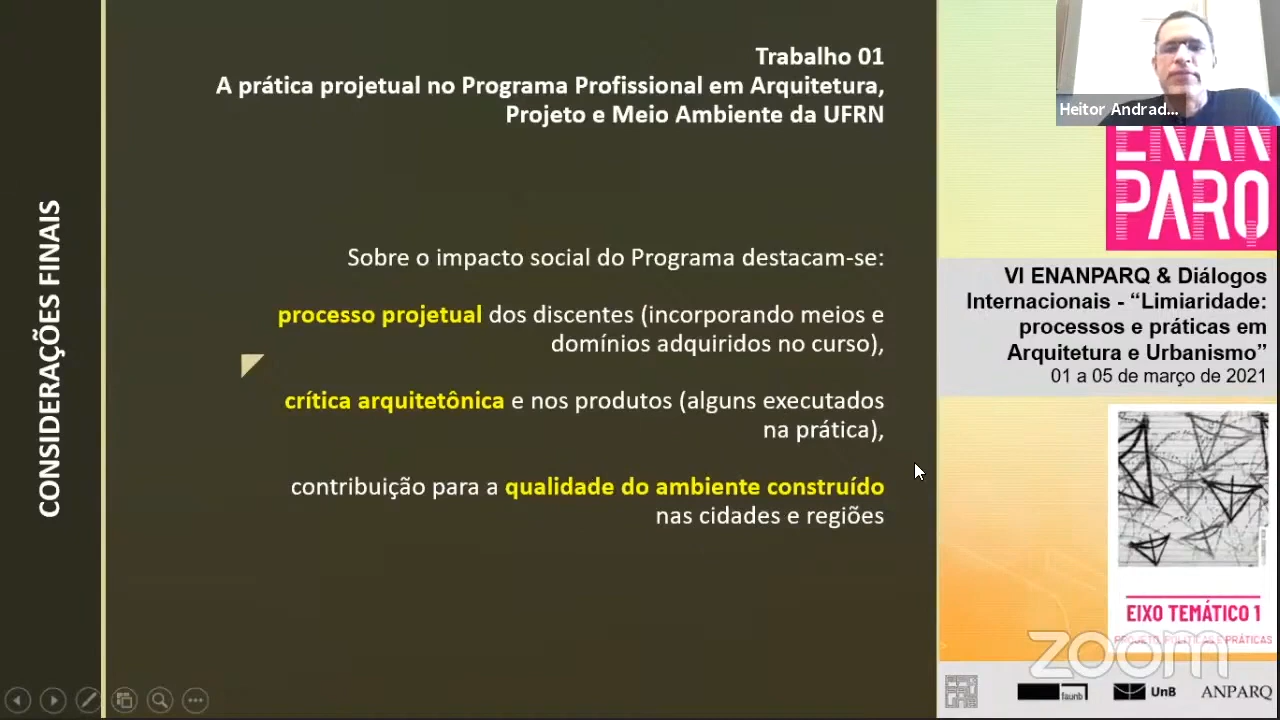 CONSIDERAÇÕES FINAIS
Trabalho 01
A prática projetual no Programa Profissional em Arquitetura,
Projeto e Meio Ambiente da UFRN
Sobre o impacto social do Programa destacam-se:
processo projetual dos discentes (incorporando meios e
domínios adquiridos no curso),
crítica arquitetônica e nos produtos (alguns executados
na prática),
contribuição para a qualidade do ambiente construído
nas cidades e regiões
Heitor Andrad...
ENAN
PARQ
VI ENANPARQ & Diálogos
Internacionais - “Limiaridade:
processos e práticas em
Arquitetura e Urbanismo”
01 a 05 de março de 2021
EIXO TEMÁTICO 1
PROJETO, POLÍTICAS E PRÁTICAS
zoom
faunb
UnB
ANPARQ